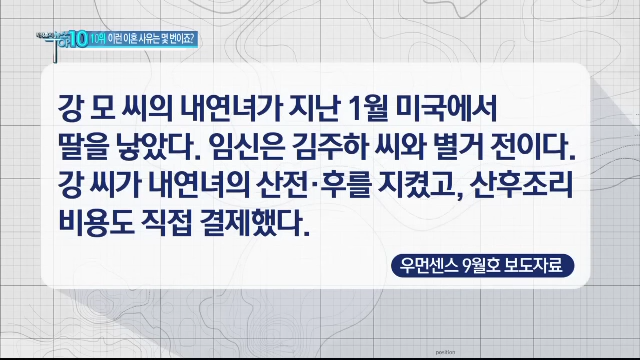 10위 이런 이혼 사유는 몇 번이죠?
강 모 씨의 내연녀가 지난 1월 미국에서
딸을 낳았다. 임신은 김주하 씨와 별거 전이다.
강 씨가 내연녀의 산전·후를 지켰고, 산후조리
비용도 직접 결제했다.
우먼센스 9월호 보도자료
position